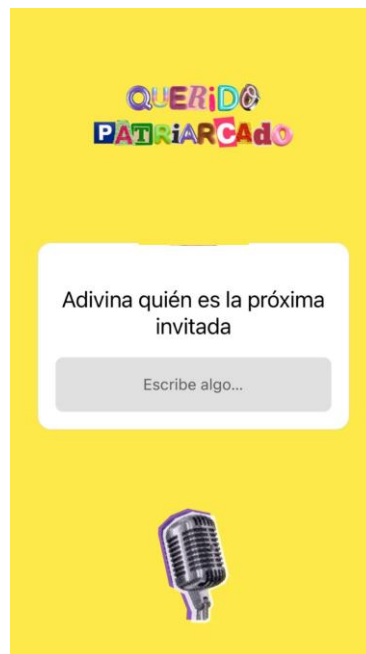 QUERiDO
PATRiARCAdo
Adivina quién es la próxima
invitada
Escribe algo...